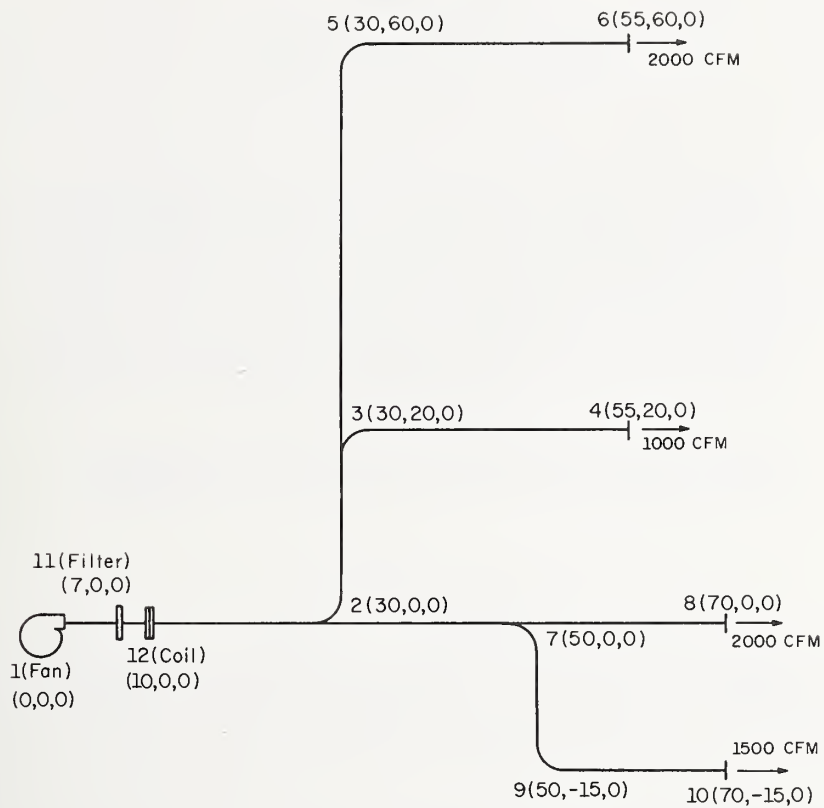 5(30,60,0)
6(55,60,0)
2000 CFM
3(30,20,0)
4(55,20,0)
1000 CFM
11(Filter)
(7,0,0)
2(30,0,0)
8(70,0,0)
7(50,0,0)
2000 CFM
1(Fan)
(0,0,0)
12(Coil)
(10,0,0)
1500 CFM
9(50,-15,0)
10(70,-15,0)